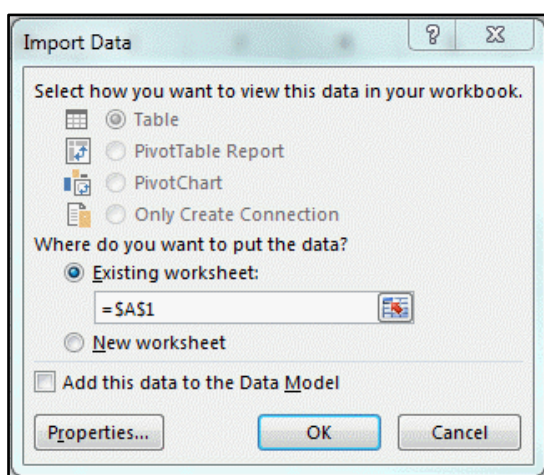 Import Data
?
Select how you want to view this data in your workbook.
Table
PivotTable Report
PivotChart
Only Create Connection
Where do you want to put the data?
Existing worksheet:
=$A$1
New worksheet
Add this data to the Data Model
Properties... OK Cancel